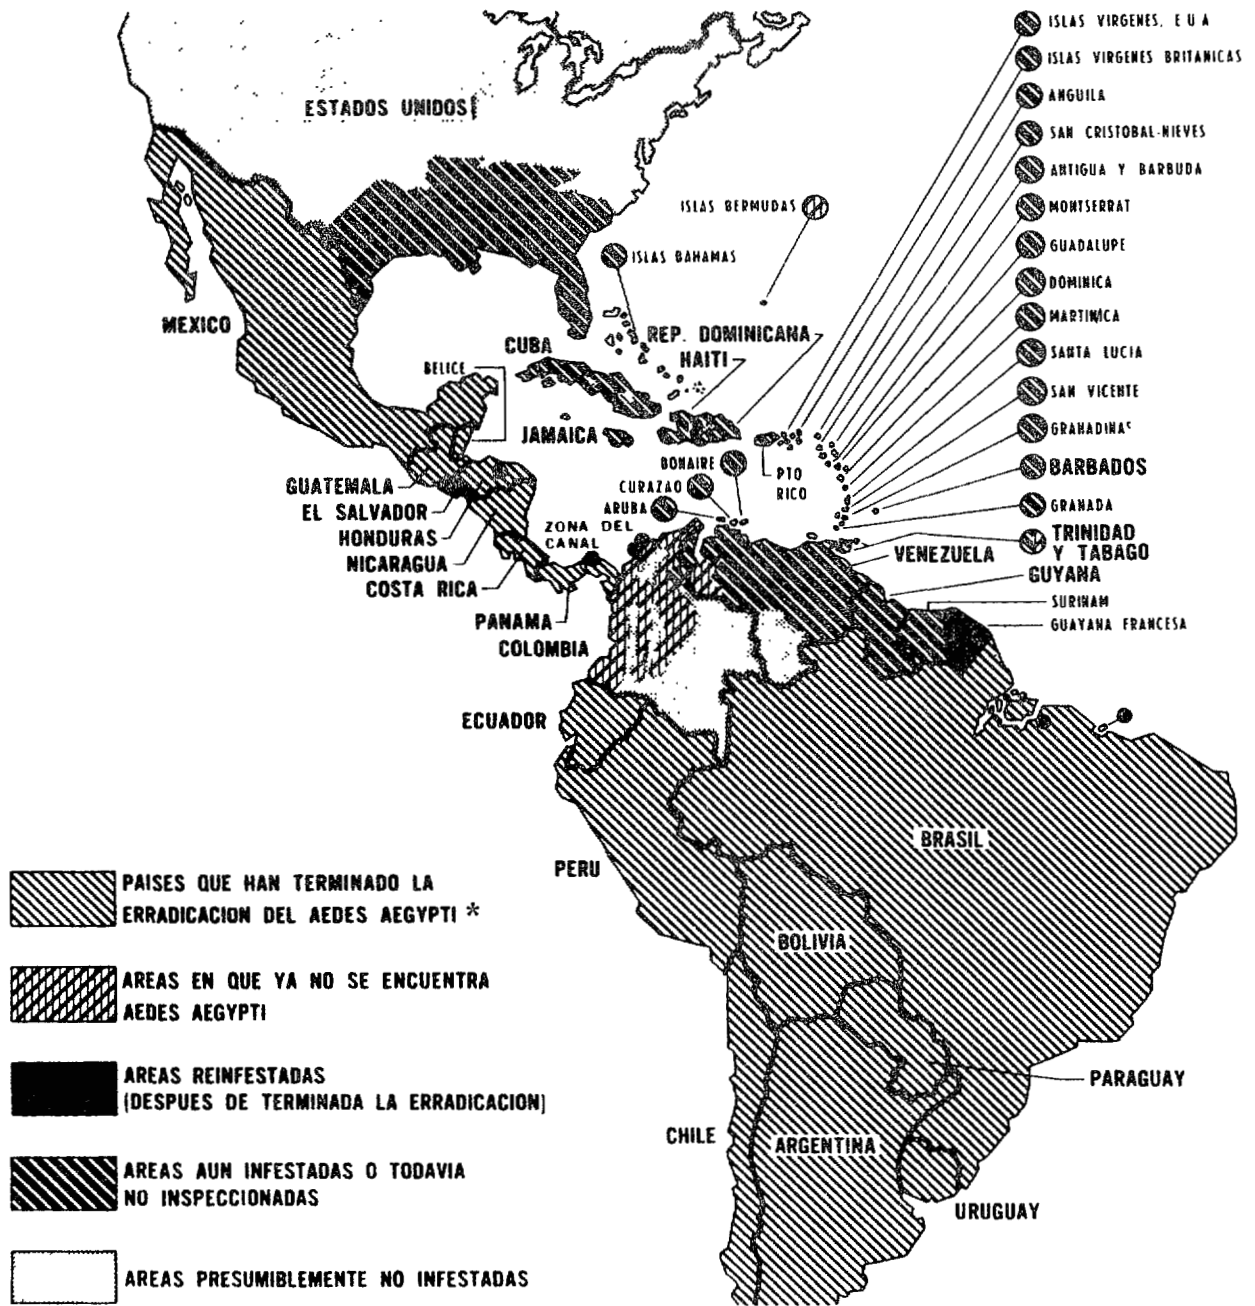 ISLAS VIRGENES, E U A
ISLAS VIRGENES BRITANICAS
ANGUILA
SAN CRISTOBAL-NIEVES
ANTIGUA Y BARBUDA
MONTSERRAT
GUADALUPE
DOMINICA
MARTINICA
SANTA LUCIA
SAN VICENTE
GRANADINAˢ
BARBADOS
GRANADA
TRINIDAD
Y TABAGO
ESTADOS UNIDOS
ISLAS BERMUDAS
ISLAS BAHAMAS
MEXICO
REP. DOMINICANA
HAITI
CUBA
BELICE
JAMAICA
BONAIRE
PTO
RICO
CURAZAO
ARUBA
GUATEMALA
EL SALVADOR
HONDURAS
NICARAGUA
COSTA RICA
ZONA DEL
CANAL
PANAMA
COLOMBIA
VENEZUELA
GUYANA
SURINAM
GUAYANA FRANCESA
ECUADOR
PERU
BRASIL
BOLIVIA
PARAGUAY
CHILE
ARGENTINA
URUGUAY
PAISES QUE HAN TERMINADO LA
ERRADICACION DEL AEDES AEGYPTI *
AREAS EN QUE YA NO SE ENCUENTRA
AEDES AEGYPTI
AREAS REINFESTADAS
(DESPUES DE TERMINADA LA ERRADICACION)
AREAS AUN INFESTADAS O TODAVIA
NO INSPECCIONADAS
AREAS PRESUMIBLEMENTE NO INFESTADAS